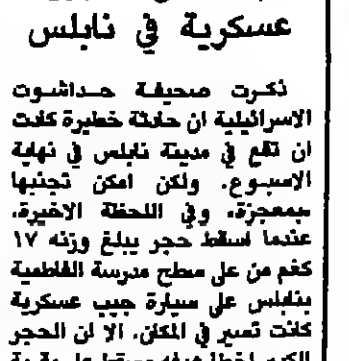 عسكرية في نابلس
ذكرت صحيفة حداشوت
الاسرائيلية ان حادثة خطيرة كادت
ان تقع في مدينة نابلس في نهاية
الاسبوع، ولكن امكن تجنبها
بمعجزة، وفي اللحظة الاخيرة،
عندما اسقط حجر يبلغ وزنه ١٧
كغم من على سطح مدرسة الفاطمية
بنابلس على سيارة جيب عسكرية
كانت تسير في المكان، الا ان الحجر